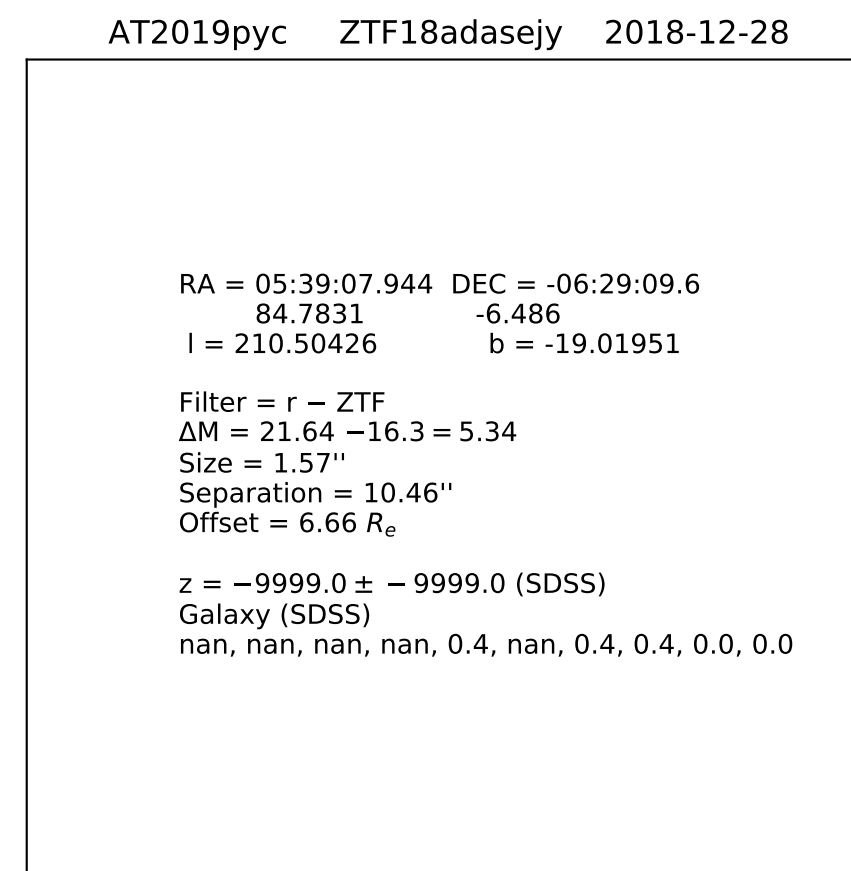 AT2019pyc ZTF18adasejy 2018-12-28
RA = 05:39:07.944 DEC = -06:29:09.6
84.7831 -6.486
l = 210.50426 b = -19.01951
Filter = r − ZTF
ΔM = 21.64 −16.3 = 5.34
Size = 1.57''
Separation = 10.46''
Offset = 6.66 Rₑ
z = −9999.0 ± − 9999.0 (SDSS)
Galaxy (SDSS)
nan, nan, nan, nan, 0.4, nan, 0.4, 0.4, 0.0, 0.0